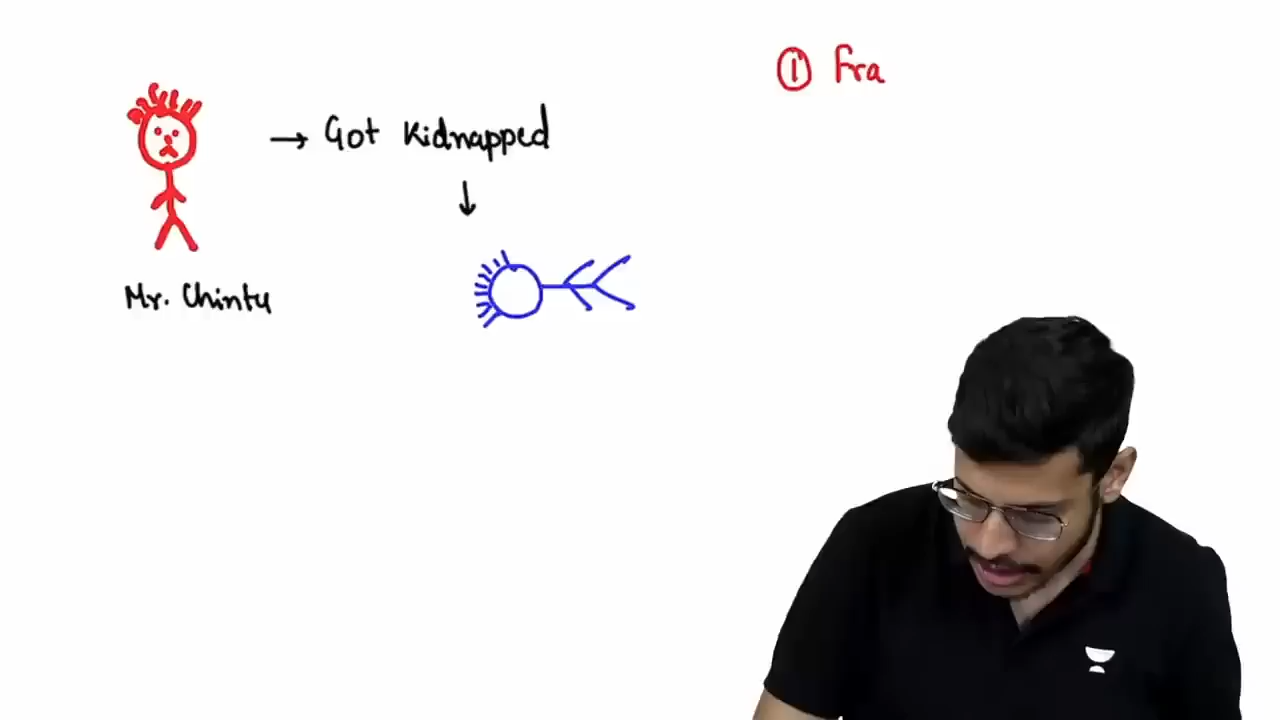 ① Fra
→ Got Kidnapped
↓
Mr. Chintu